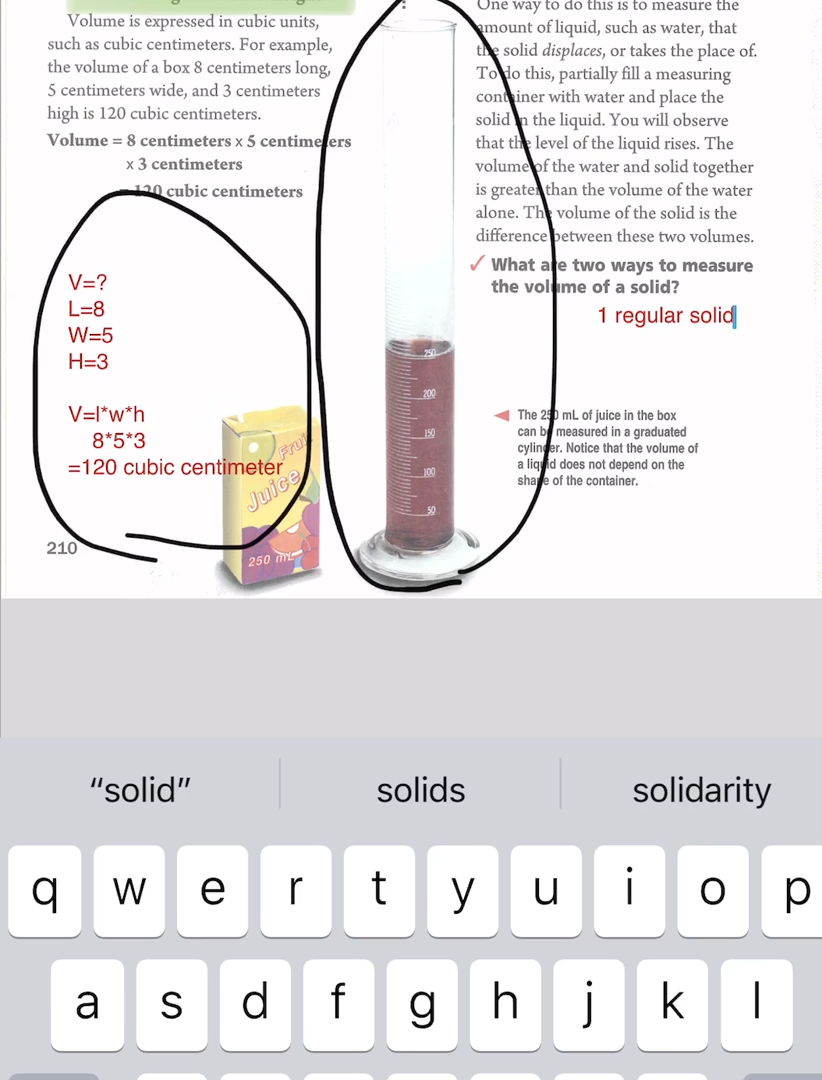 Volume is expressed in cubic units,
such as cubic centimeters. For example,
the volume of a box 8 centimeters long,
5 centimeters wide, and 3 centimeters
high is 120 cubic centimeters.
Volume = 8 centimeters x 5 centimeters
x 3 centimeters
= 120 cubic centimeters
V=?
L=8
W=5
H=3
V=l*w*h
8*5*3
=120 cubic centimeter
Fruit
Juice
250 mL
210
250
200
150
100
50
One way to do this is to measure the
amount of liquid, such as water, that
the solid displaces, or takes the place of.
To do this, partially fill a measuring
container with water and place the
solid in the liquid. You will observe
that the level of the liquid rises. The
volume of the water and solid together
is greater than the volume of the water
alone. The volume of the solid is the
difference between these two volumes.
✓ What are two ways to measure
the volume of a solid?
1 regular solid
The 250 mL of juice in the box
can be measured in a graduated
cylinder. Notice that the volume of
a liquid does not depend on the
shape of the container.
“solid” solids solidarity
q w e r t y u i o p
a s d f g h j k l